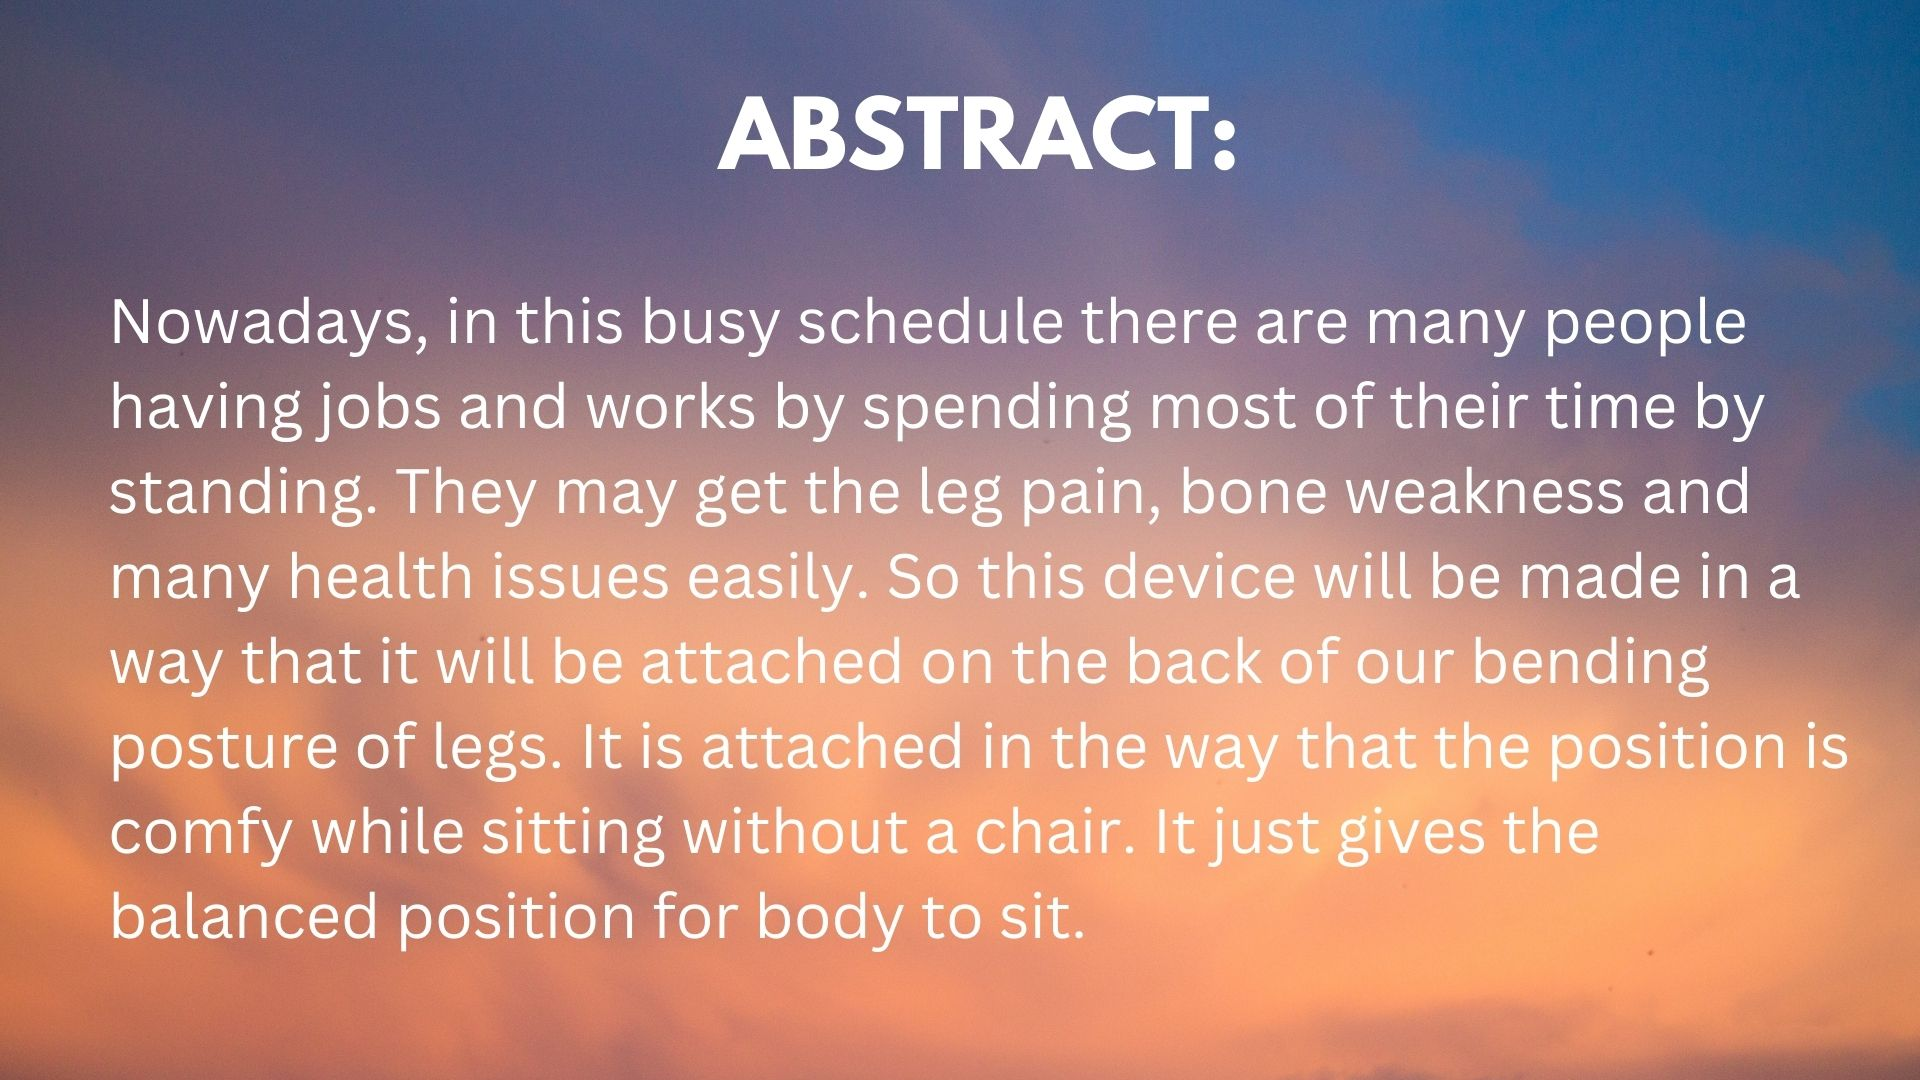 ABSTRACT:
Nowadays, in this busy schedule there are many people
having jobs and works by spending most of their time by
standing. They may get the leg pain, bone weakness and
many health issues easily. So this device will be made in a
way that it will be attached on the back of our bending
posture of legs. It is attached in the way that the position is
comfy while sitting without a chair. It just gives the
balanced position for body to sit.